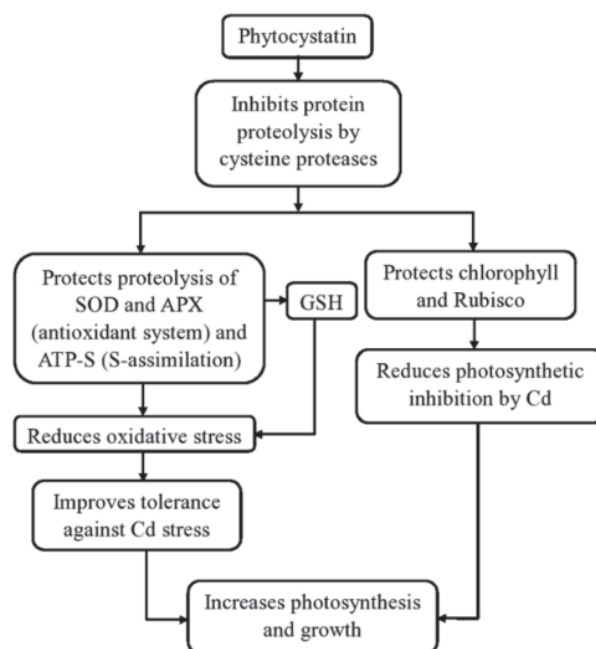 Phytocystatin
Inhibits protein
proteolysis by
cysteine proteases
Protects proteolysis of
SOD and APX
(antioxidant system) and
ATP-S (S-assimilation)
GSH
Protects chlorophyll
and Rubisco
Reduces photosynthetic
inhibition by Cd
Reduces oxidative stress
Improves tolerance
against Cd stress
Increases photosynthesis
and growth